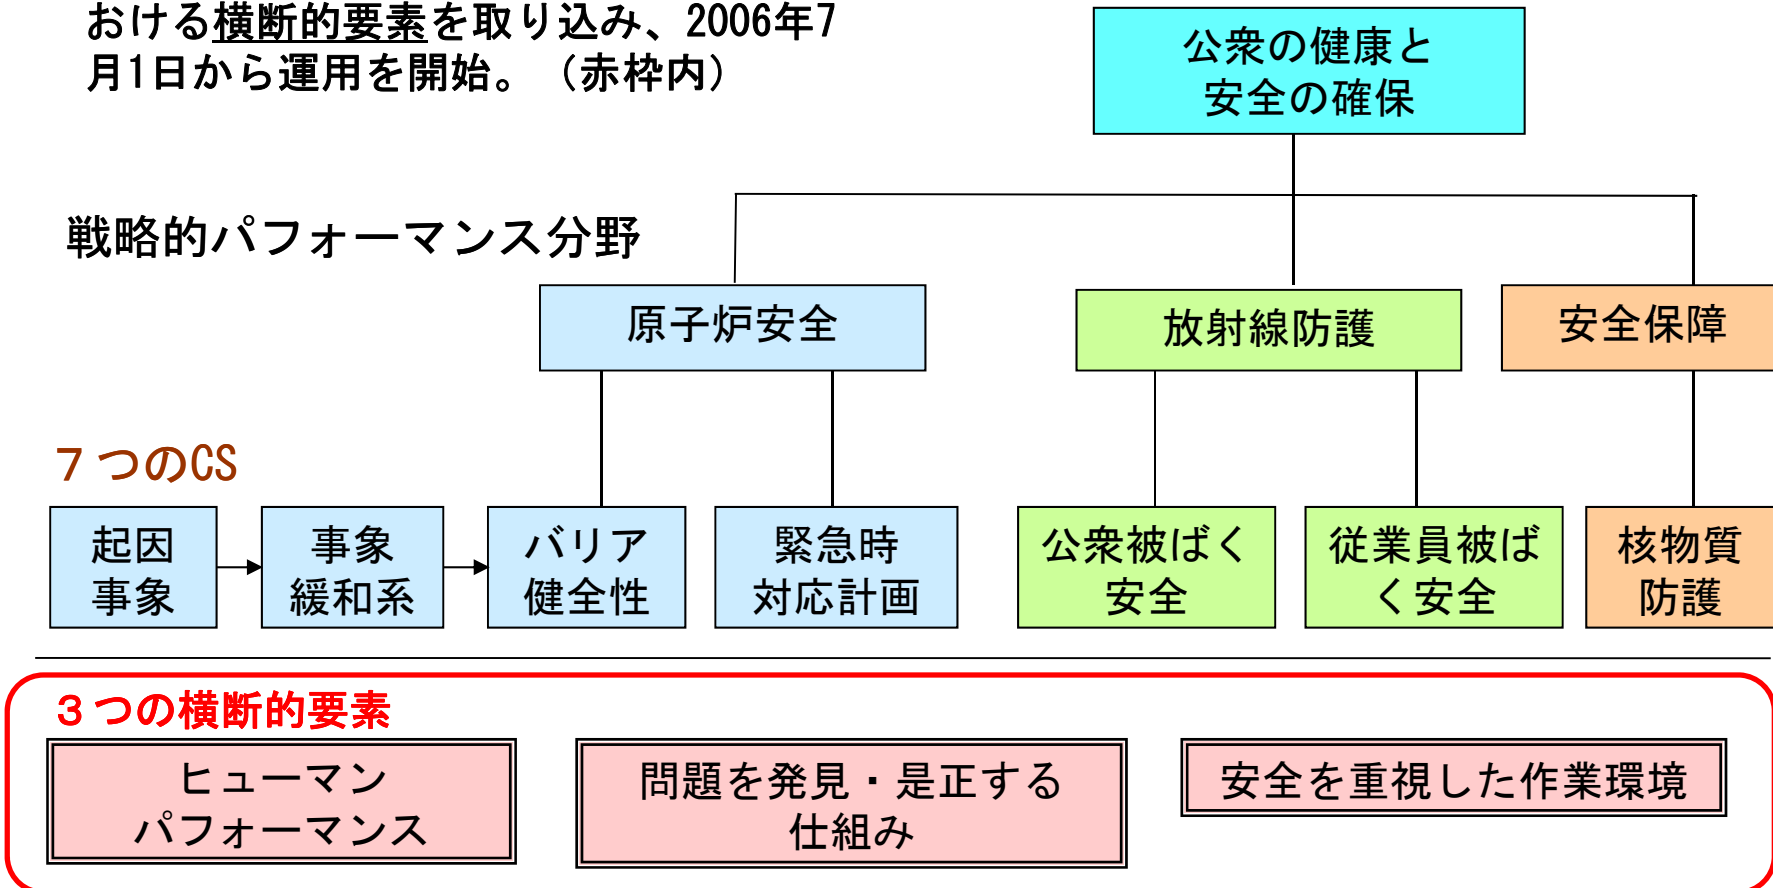 おける横断的要素を取り込み、2006年7
月1日から運用を開始。（赤枠内）
公衆の健康と
安全の確保
戦略的パフォーマンス分野
原子炉安全
放射線防護
安全保障
７つのCS
起因
事象
事象
緩和系
バリア
健全性
緊急時
対応計画
公衆被ばく
安全
従業員被ば
く安全
核物質
防護
３つの横断的要素
ヒューマン
パフォーマンス
問題を発見・是正する
仕組み
安全を重視した作業環境